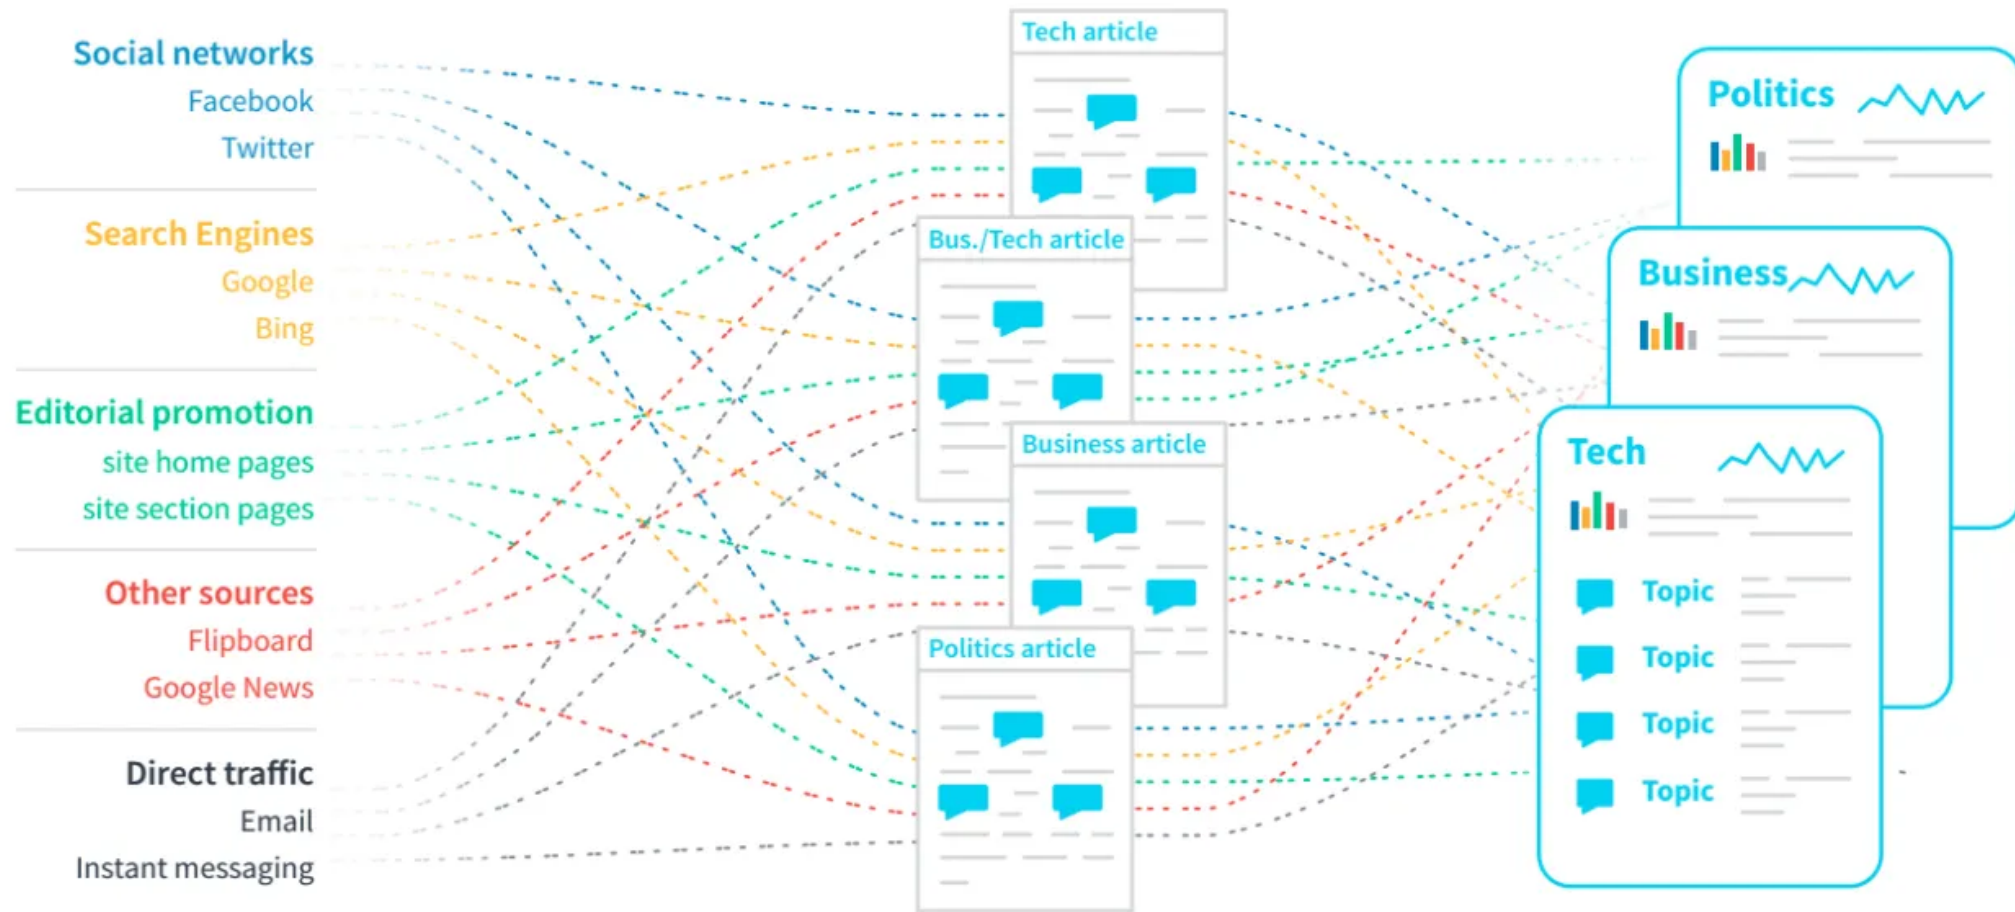 Social networks
Facebook
Twitter
Search Engines
Google
Bing
Editorial promotion
site home pages
site section pages
Other sources
Flipboard
Google News
Direct traffic
Email
Instant messaging
Tech article
Bus./Tech article
Business article
Politics article
Politics
Business
Tech
Topic
Topic
Topic
Topic